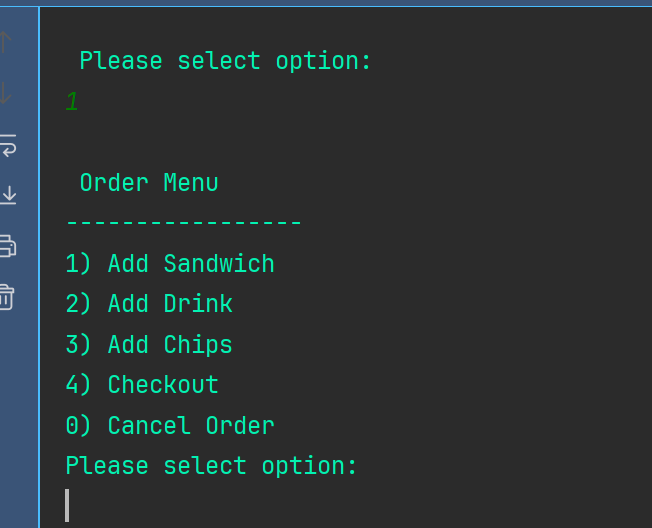 Please select option:
1
Order Menu
-----------------
1) Add Sandwich
2) Add Drink
3) Add Chips
4) Checkout
0) Cancel Order
Please select option: